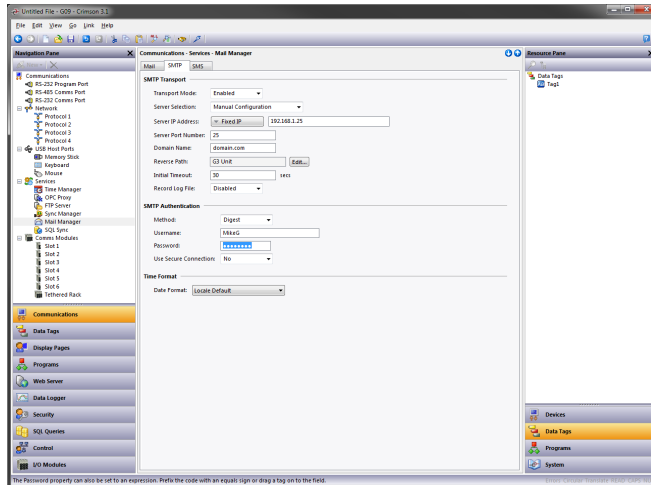 Untitled File - G09 - Crimson 3.1
File Edit View Go Link Help
Navigation Pane X
Communications - Services - Mail Manager
Resource Pane X
Communications
RS-232 Program Port
RS-485 Comms Port
RS-232 Comms Port
Network
Protocol 1
Protocol 2
Protocol 3
Protocol 4
USB Host Ports
Memory Stick
Keyboard
Mouse
Services
Time Manager
OPC Proxy
FTP Server
Sync Manager
Mail Manager
SQL Sync
Comms Modules
Slot 1
Slot 2
Slot 3
Slot 4
Slot 5
Slot 6
Tethered Rack
Communications
Data Tags
Display Pages
Programs
Web Server
Data Logger
Security
SQL Queries
Control
I/O Modules
Mail SMTP SMS
SMTP Transport
Transport Mode: Enabled
Server Selection: Manual Configuration
Server IP Address: Fixed IP 192.168.1.25
Server Port Number: 25
Domain Name: domain.com
Reverse Path: G3 Unit Edit...
Initial Timeout: 30 secs
Record Log File: Disabled
SMTP Authentication
Method: Digest
Username: MikeG
Password: ••••••••
Use Secure Connection: No
Time Format
Date Format: Locale Default
Data Tags
Tag1
Devices
Data Tags
Programs
System
The Password property can also be set to an expression. Prefix the code with an equals sign or drag a tag on to the field.